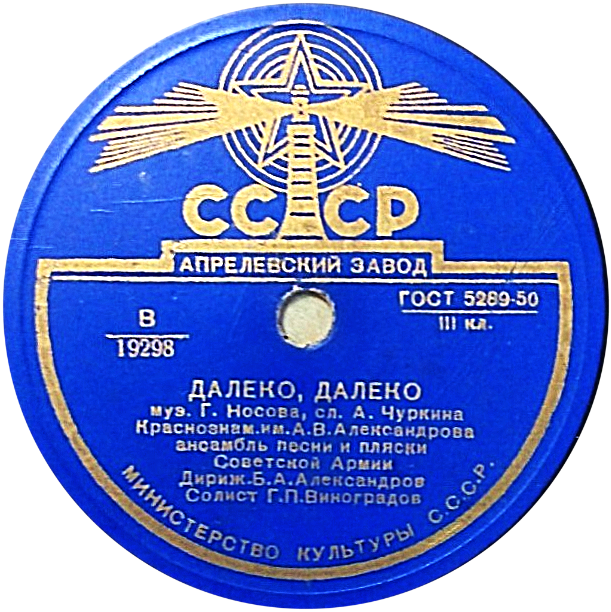 СССР
АПРЕЛЕВСКИЙ ЗАВОД
В
19298
ГОСТ 5289-50
III кл.
ДАЛЕКО, ДАЛЕКО
муз. Г. Носова, сл. А. Чуркина
Краснознам.им.А.В.Александрова
ансамбль песни и пляски
Советской Армии
Дириж.Б.А.Александров
Солист Г.П.Виноградов
МИНИСТЕРСТВО КУЛЬТУРЫ С.С.С.Р.